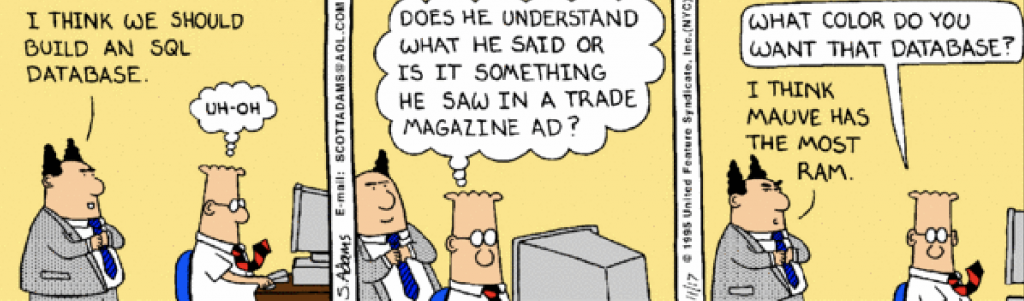 I THINK WE SHOULD
BUILD AN SQL
DATABASE.
UH-OH
S.Adams
E-mail: SCOTTADAMS@AOL.COM
DOES HE UNDERSTAND
WHAT HE SAID OR
IS IT SOMETHING
HE SAW IN A TRADE
MAGAZINE AD?
11/17 © 1995 United Feature Syndicate, Inc.(NYC)
WHAT COLOR DO YOU
WANT THAT DATABASE?
I THINK
MAUVE HAS
THE MOST
RAM.